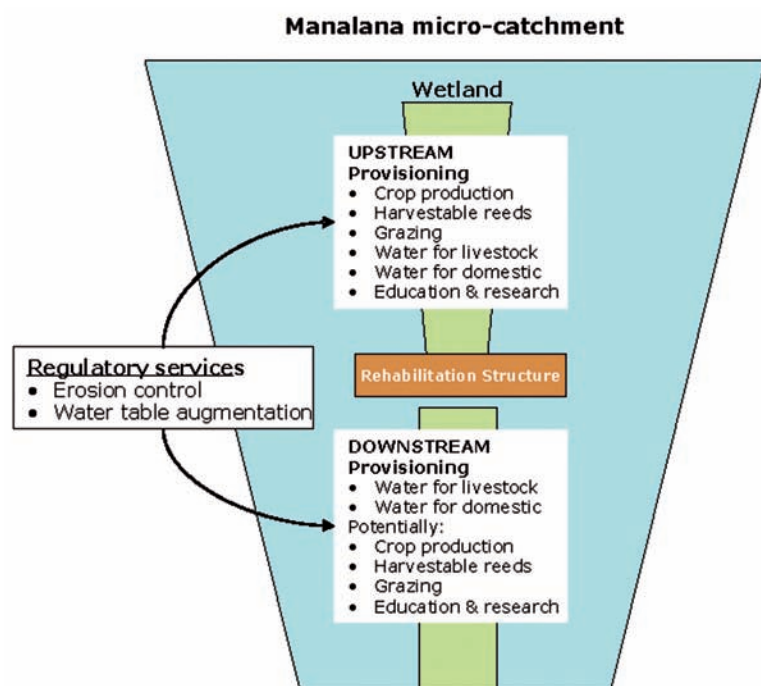 Manalana micro-catchment
Wetland
UPSTREAM
Provisioning
• Crop production
• Harvestable reeds
• Grazing
• Water for livestock
• Water for domestic
• Education & research
Regulatory services
• Erosion control
• Water table augmentation
Rehabilitation Structure
DOWNSTREAM
Provisioning
• Water for livestock
• Water for domestic
Potentially:
• Crop production
• Harvestable reeds
• Grazing
• Education & research